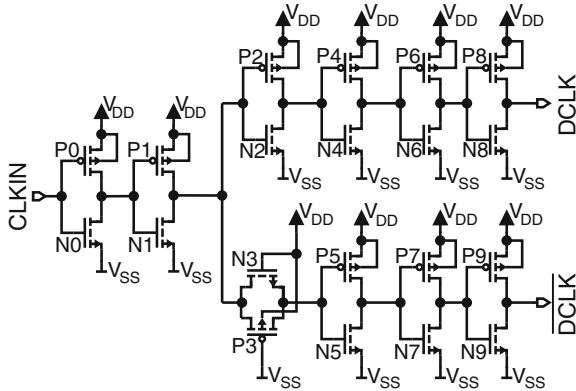 VDD VDD VDD VDD
P2 P4 P6 P8
DCLK
VDD VDD
N2 N4 N6 N8
P0 P1
VSS VSS VSS VSS
CLKIN
VDD VDD VDD VDD
N0 N1
N3 P5 P7 P9
VSS VSS
DCLK
P3 N5 N7 N9
VSS VSS VSS VSS